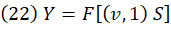 (22) Y = F[(v, 1) S]